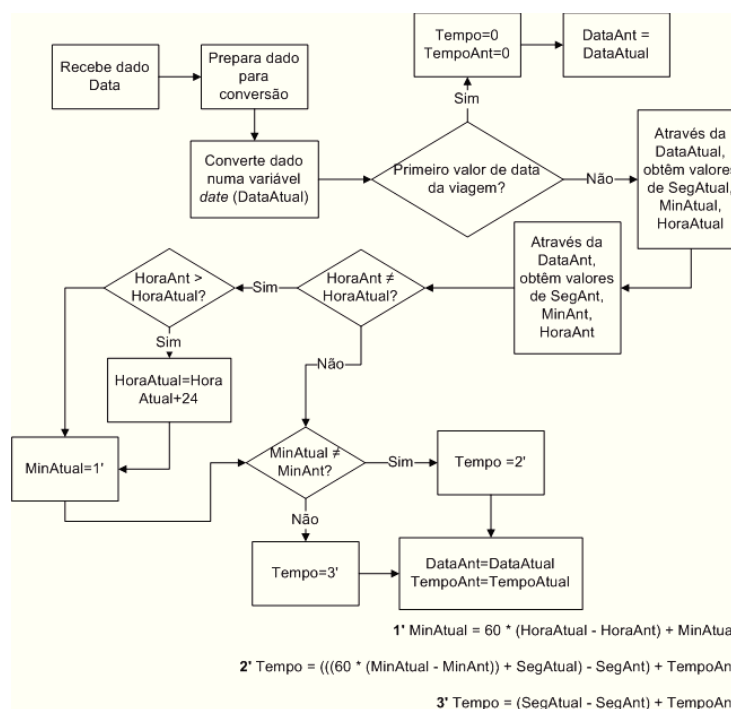 Recebe dado
Data
Prepara dado
para
conversão
Tempo=0
TempoAnt=0
DataAnt =
DataAtual
Sim
Converte dado
numa variável
date (DataAtual)
Primeiro valor de data
da viagem?
Não
Através da
DataAtual,
obtêm valores
de SegAtual,
MinAtual,
HoraAtual
Através da
DataAnt,
obtêm valores
de SegAnt,
MinAnt,
HoraAnt
HoraAnt ≠
HoraAtual?
Sim
HoraAnt >
HoraAtual?
Sim
Não
HoraAtual=Hora
Atual+24
MinAtual=1'
MinAtual ≠
MinAnt?
Sim
Tempo =2'
Não
Tempo=3'
DataAnt=DataAtual
TempoAnt=TempoAtual
1' MinAtual = 60 * (HoraAtual - HoraAnt) + MinAtua
2' Tempo = (((60 * (MinAtual - MinAnt)) + SegAtual) - SegAnt) + TempoAn
3' Tempo = (SegAtual - SegAnt) + TempoAn